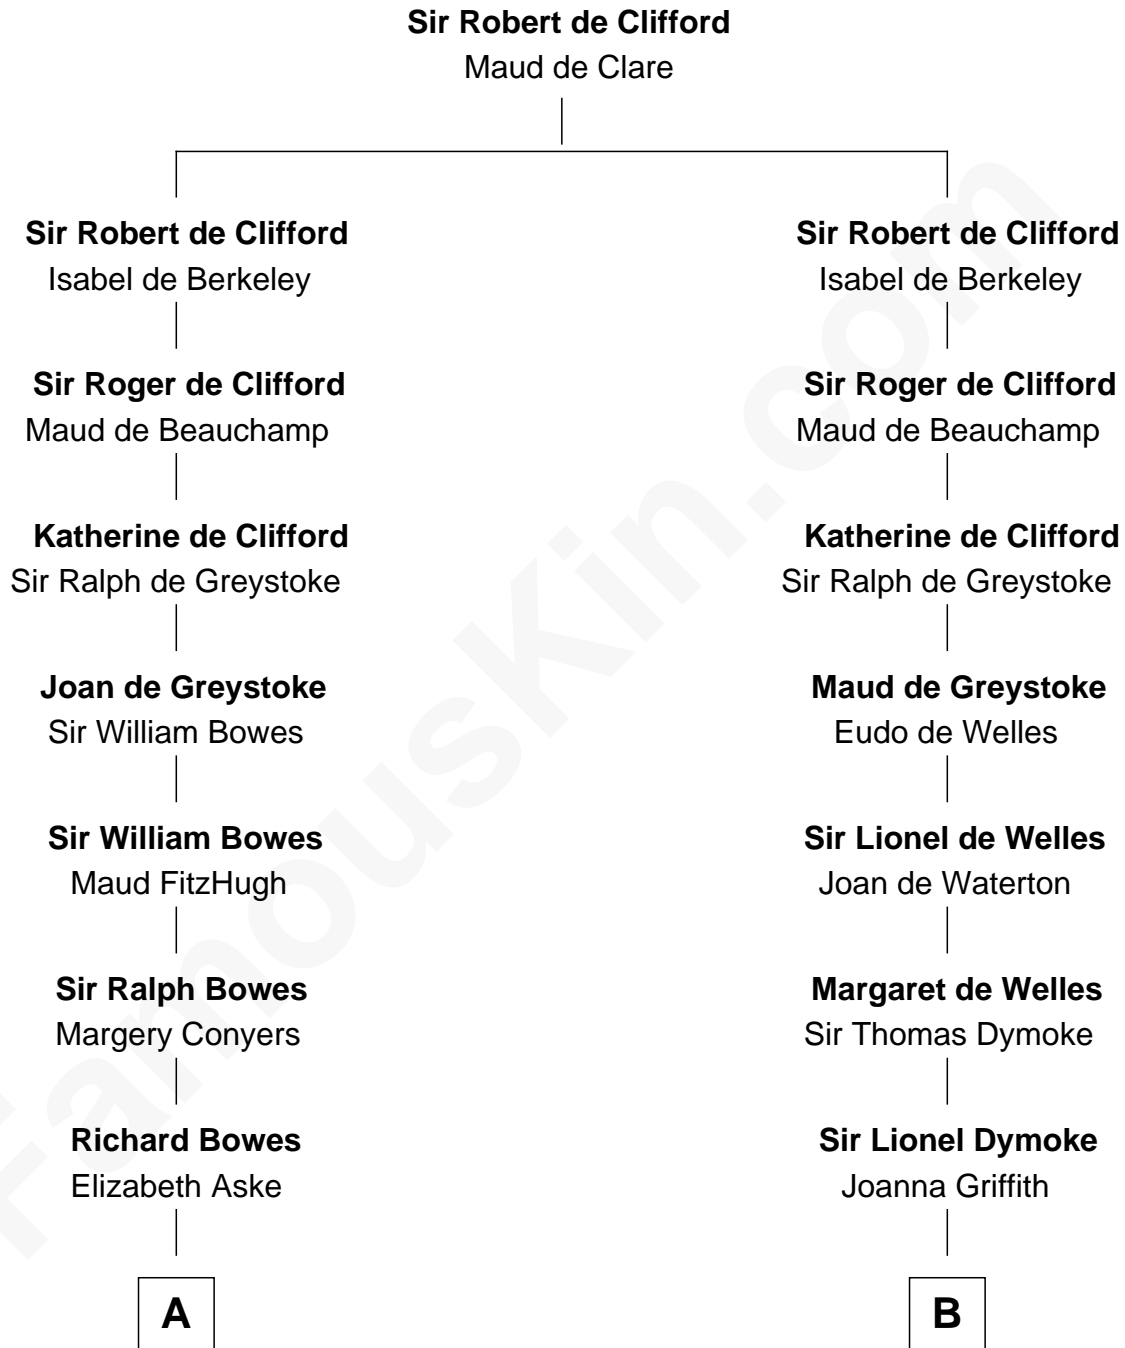 Sir Robert de Clifford
Maud de Clare
Sir Robert de Clifford
Isabel de Berkeley
Sir Roger de Clifford
Maud de Beauchamp
Katherine de Clifford
Sir Ralph de Greystoke
Joan de Greystoke
Sir William Bowes
Sir William Bowes
Maud FitzHugh
Sir Ralph Bowes
Margery Conyers
Richard Bowes
Elizabeth Aske
A
Sir Robert de Clifford
Isabel de Berkeley
Sir Roger de Clifford
Maud de Beauchamp
Katherine de Clifford
Sir Ralph de Greystoke
Maud de Greystoke
Eudo de Welles
Sir Lionel de Welles
Joan de Waterton
Margaret de Welles
Sir Thomas Dymoke
Sir Lionel Dymoke
Joanna Griffith
B
FamousKin.com